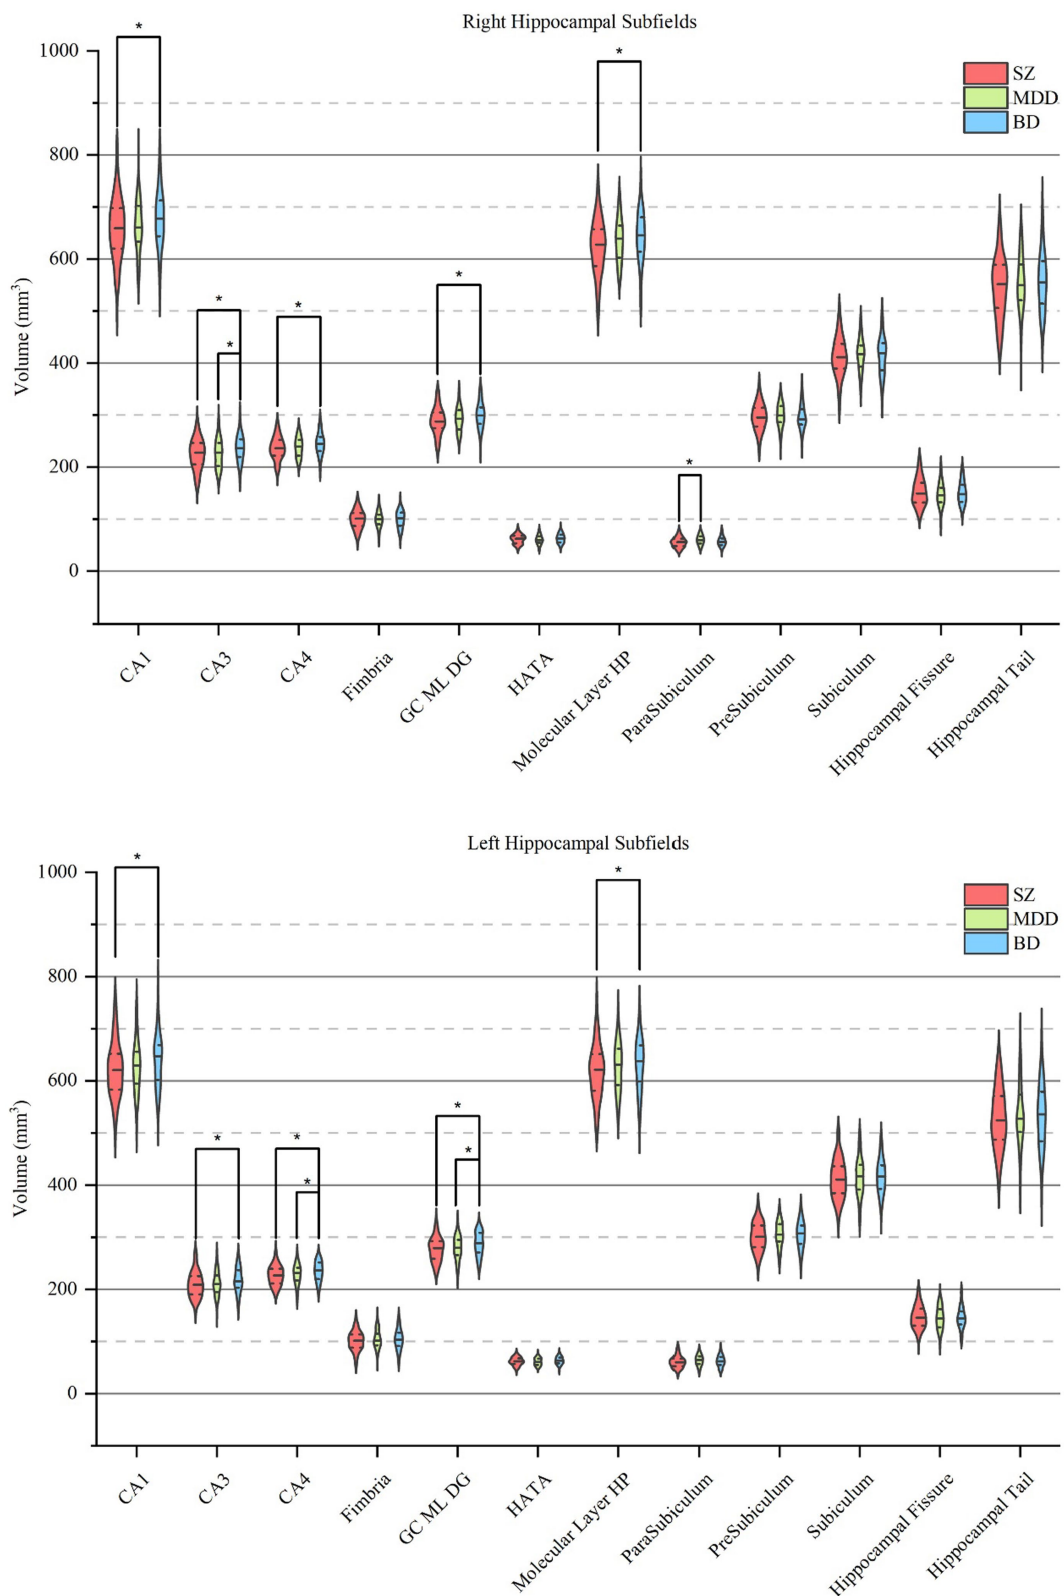 Right Hippocampal Subfields
*
*
1000
SZ
MDD
BD
800
600
*
*
*
*
Volume (mm³)
400
*
200
0
CA1
CA3
CA4
Fimbria
GC ML DG
HATA
Molecular Layer HP
ParaSubiculum
PreSubiculum
Subiculum
Hippocampal Fissure
Hippocampal Tail
Left Hippocampal Subfields
*
*
1000
SZ
MDD
BD
800
600
*
*
*
*
*
Volume (mm³)
400
200
0
CA1
CA3
CA4
Fimbria
GC ML DG
HATA
Molecular Layer HP
ParaSubiculum
PreSubiculum
Subiculum
Hippocampal Fissure
Hippocampal Tail